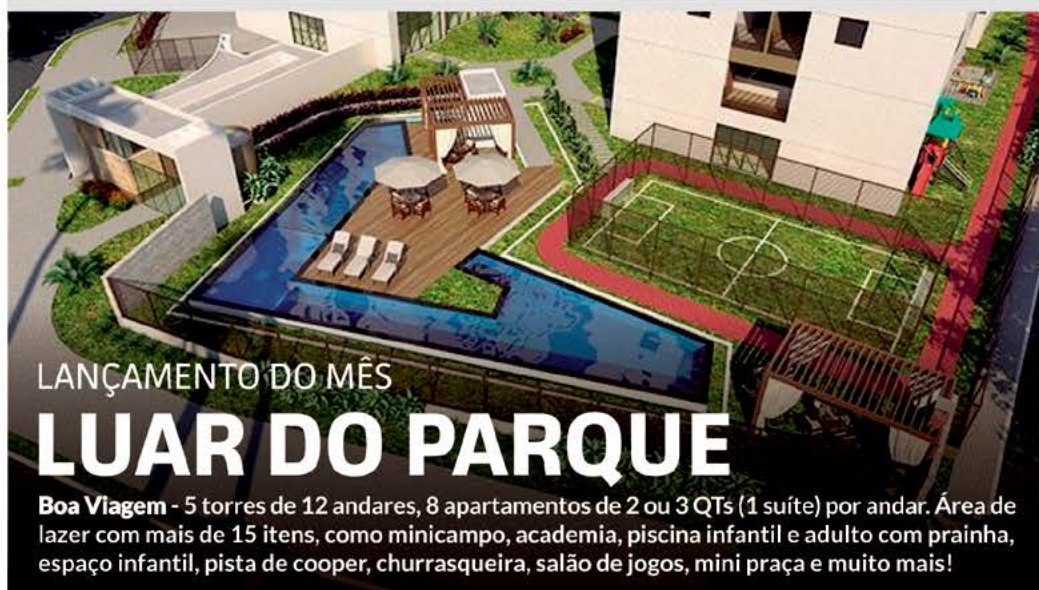 LANÇAMENTO DO MÊS
LUAR DO PARQUE
Boa Viagem - 5 torres de 12 andares, 8 apartamentos de 2 ou 3 QTs (1 suíte) por andar. Área de
lazer com mais de 15 itens, como minicampo, academia, piscina infantil e adulto com prainha,
espaço infantil, pista de cooper, churrasqueira, salão de jogos, mini praça e muito mais!